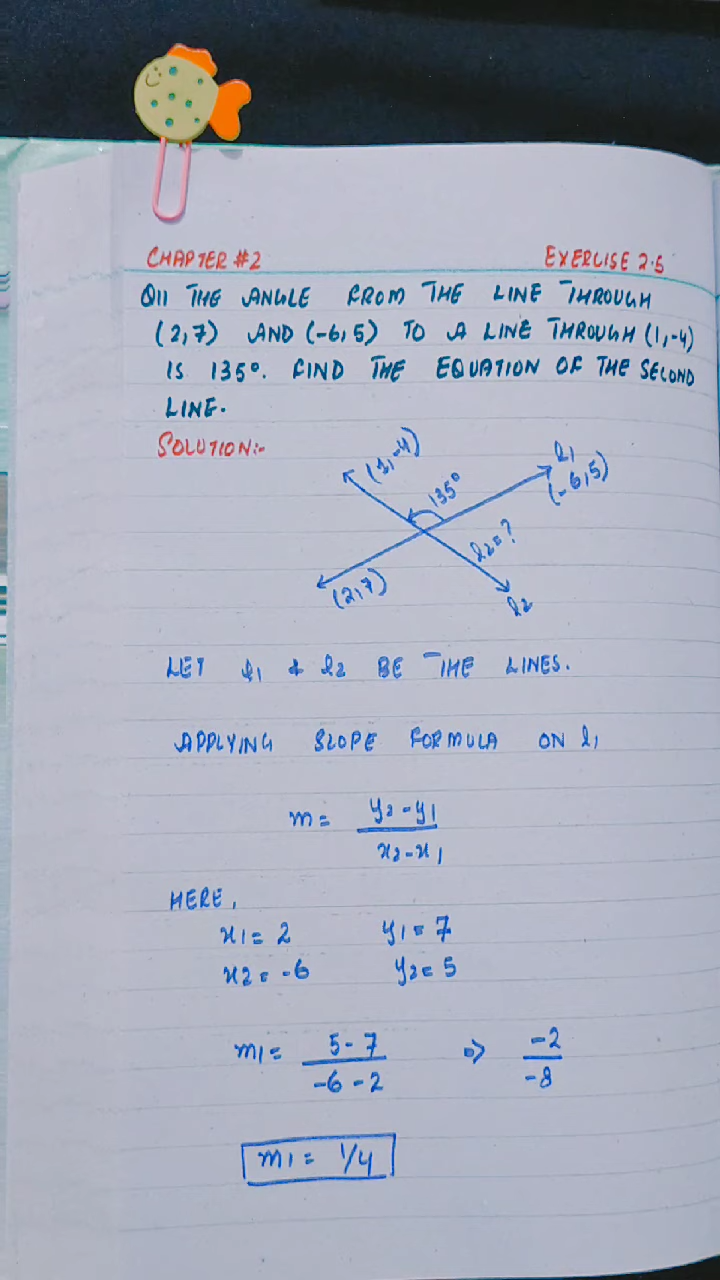 CHAPTER #2 EXERCISE 2.5
Q11 THE ANGLE FROM THE LINE THROUGH
(2,7) AND (-6,5) TO A LINE THROUGH (1,-4)
IS 135°. FIND THE EQUATION OF THE SECOND
LINE.
SOLUTION:-
(1,-4)
135°
l1
(-6,5)
l2=?
(2,7)
l2
LET l1 & l2 BE THE LINES.
APPLYING SLOPE FORMULA ON l1
m = y2-y1
x2-x1
HERE,
x1 = 2 y1 = 7
x2 = -6 y2 = 5
m1 = 5-7 => -2
-6-2 -8
m1 = 1/4